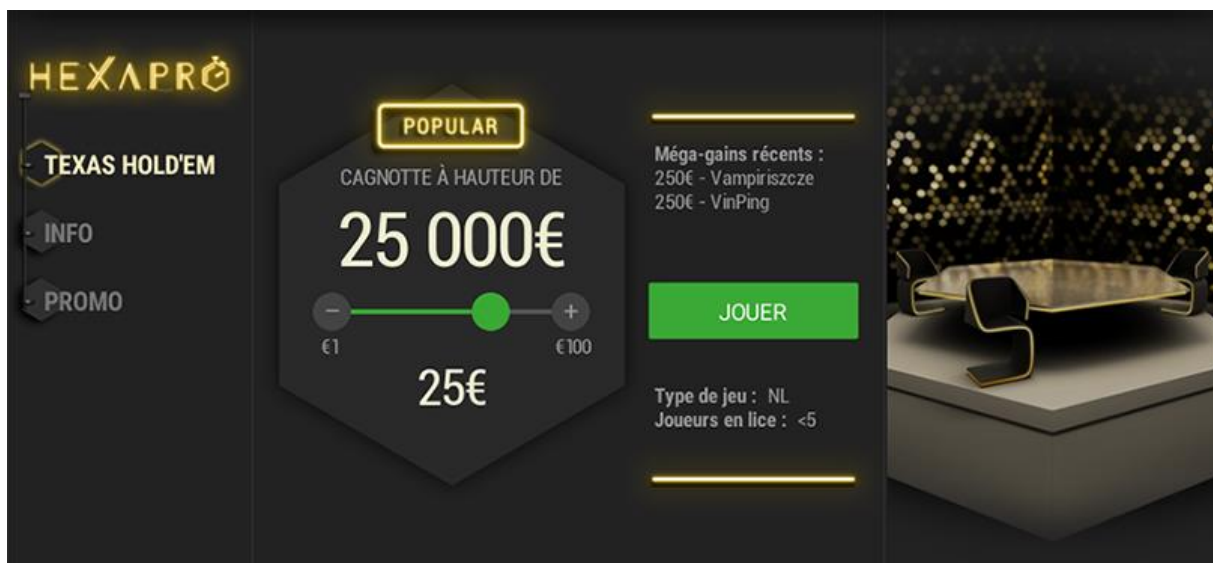 HEXAPRO
TEXAS HOLD'EM
INFO
PROMO
POPULAR
CAGNOTTE À HAUTEUR DE
25 000€
− +
€1 €100
25€
Méga-gains récents :
250€ - Vampiriszcze
250€ - VinPing
JOUER
Type de jeu : NL
Joueurs en lice : <5